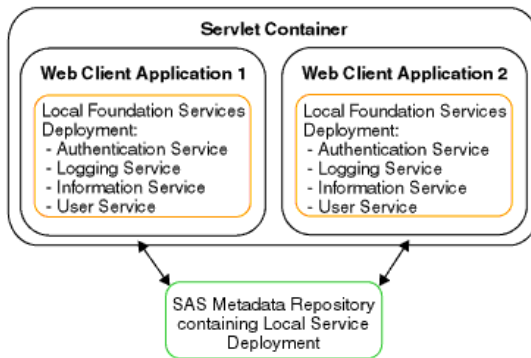 Servlet Container
Web Client Application 1
Local Foundation Services
Deployment:
- Authentication Service
- Logging Service
- Information Service
- User Service
Web Client Application 2
Local Foundation Services
Deployment:
- Authentication Service
- Logging Service
- Information Service
- User Service
SAS Metadata Repository
containing Local Service
Deployment